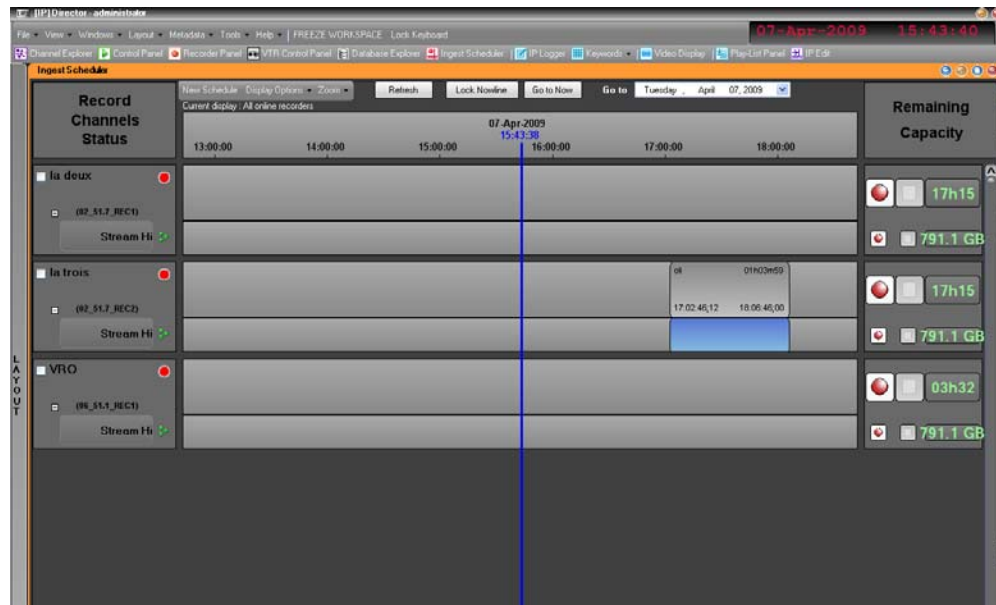 [IP]Director - administrator
File View Windows Layout Metadata Tools Help FREEZE WORKSPACE Lock Keyboard
07-Apr-2009 15:43:40
Channel Explorer Control Panel Recorder Panel VTR Control Panel Database Explorer Ingest Scheduler IP Logger Keywords Video Display Play-List Panel IP Edit
Ingest Scheduler
Record Channels Status
New Schedule Display Options Zoom Refresh Lock Nowline Go to Now Go to Tuesday , April 07, 2009
Current display : All online recorders
07-Apr-2009
15:43:38
13:00:00 14:00:00 15:00:00 16:00:00 17:00:00 18:00:00
Remaining Capacity
la deux
17h15
(02_51.7_REC1)
Stream Hi
791.1 GB
la trois
oli 01h03m59
17h15
(02_51.7_REC2)
17:02:46;12 18:06:46;00
Stream Hi
791.1 GB
VRO
03h32
(06_51.1_REC1)
Stream Hi
791.1 GB
LAYOUT